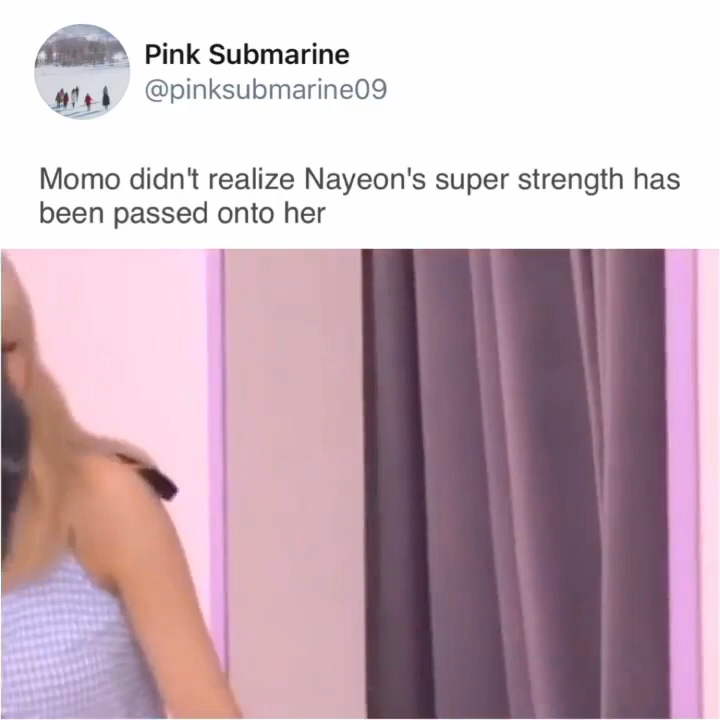 Pink Submarine
@pinksubmarine09
Momo didn't realize Nayeon's super strength has
been passed onto her